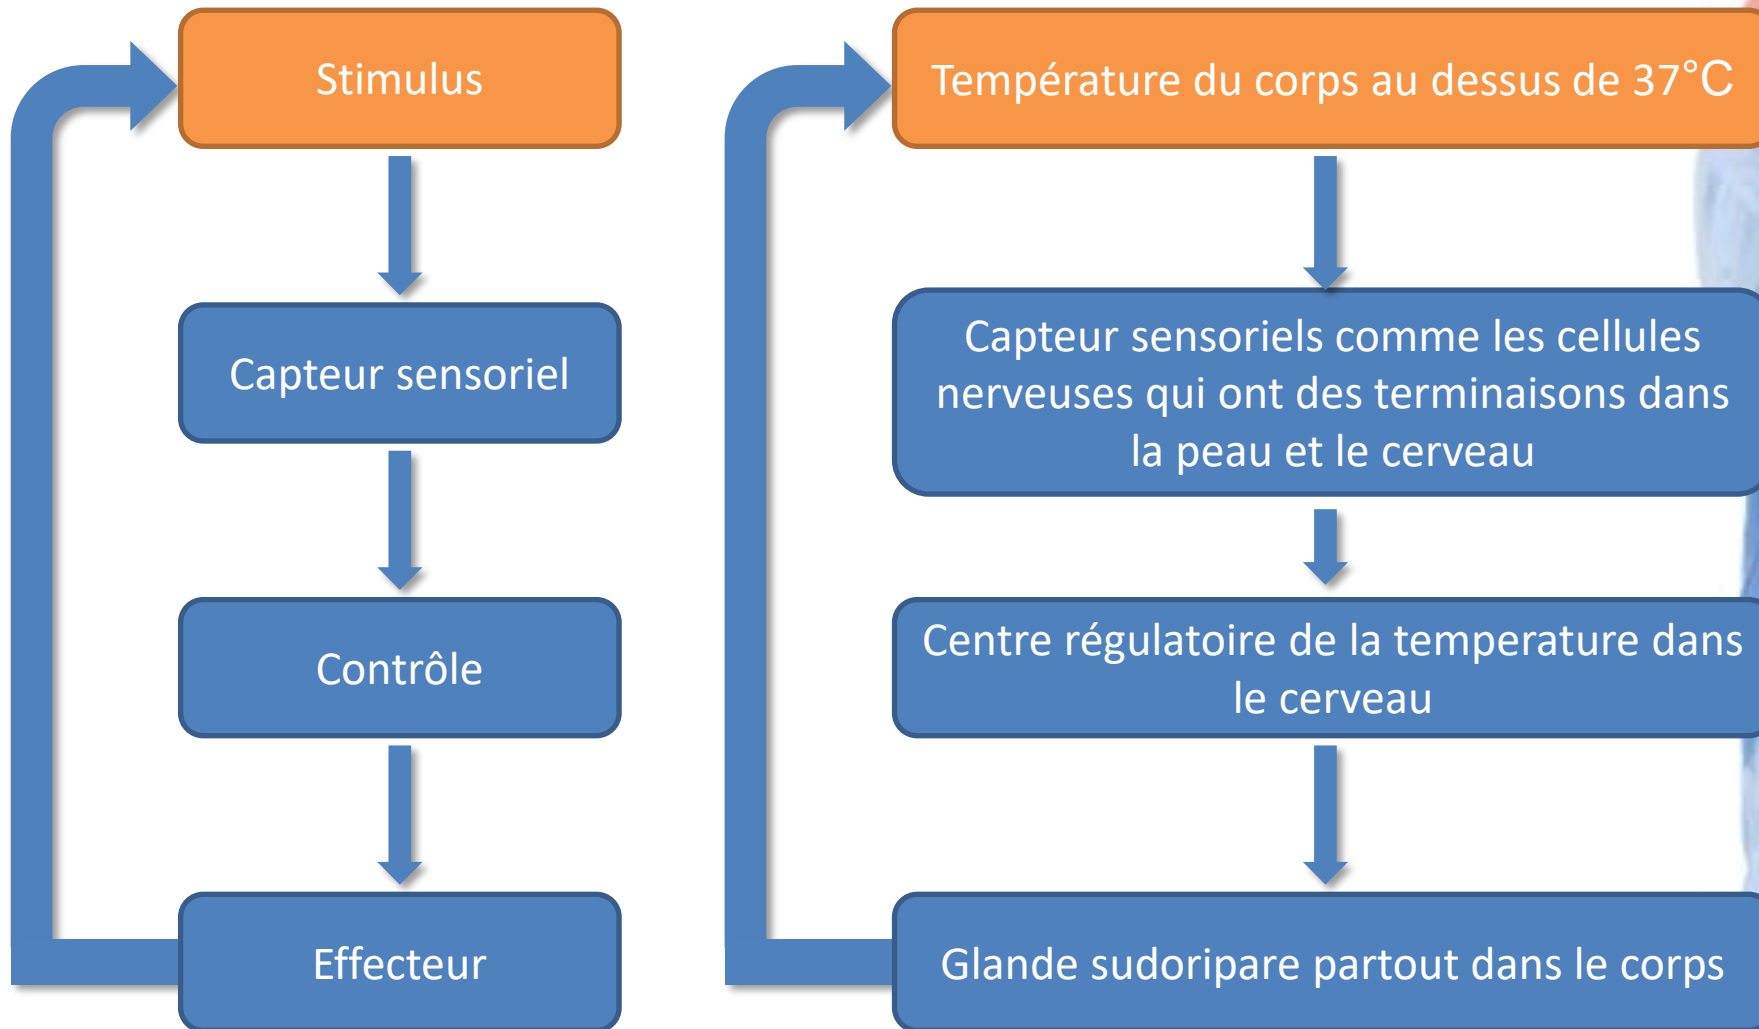 Stimulus
Capteur sensoriel
Contrôle
Effecteur
Température du corps au dessus de 37°C
Capteur sensoriels comme les cellules
nerveuses qui ont des terminaisons dans
la peau et le cerveau
Centre régulatoire de la temperature dans
le cerveau
Glande sudoripare partout dans le corps